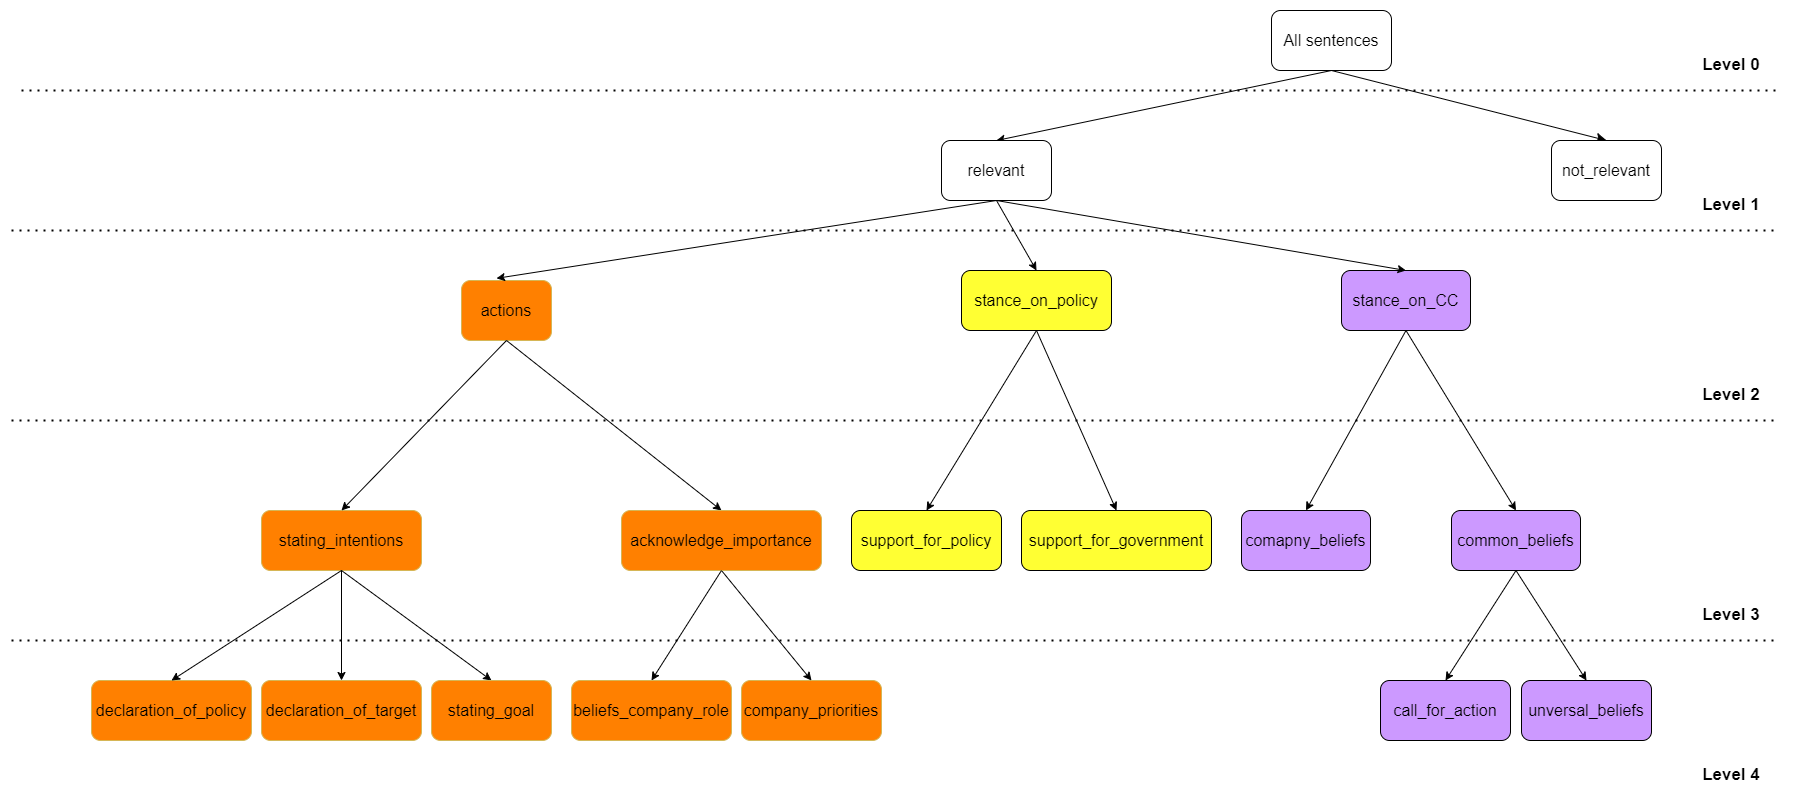 All sentences
Level 0
relevant
not_relevant
Level 1
actions
stance_on_policy
stance_on_CC
Level 2
stating_intentions
acknowledge_importance
support_for_policy
support_for_government
comapny_beliefs
common_beliefs
Level 3
declaration_of_policy
declaration_of_target
stating_goal
beliefs_company_role
company_priorities
call_for_action
unversal_beliefs
Level 4